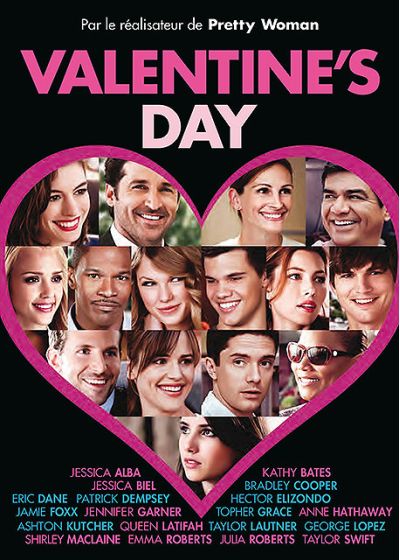 Par le réalisateur de Pretty Woman
VALENTINE'S
DAY
JESSICA ALBA KATHY BATES
JESSICA BIEL BRADLEY COOPER
ERIC DANE PATRICK DEMPSEY HECTOR ELIZONDO
JAMIE FOXX JENNIFER GARNER TOPHER GRACE ANNE HATHAWAY
ASHTON KUTCHER QUEEN LATIFAH TAYLOR LAUTNER GEORGE LOPEZ
SHIRLEY MACLAINE EMMA ROBERTS JULIA ROBERTS TAYLOR SWIFT